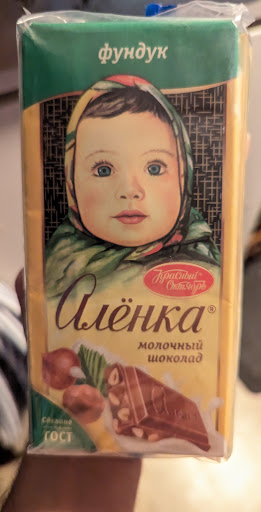 фундук
Красный
Октябрь
Алёнка®
молочный
шоколад
ГОСТ